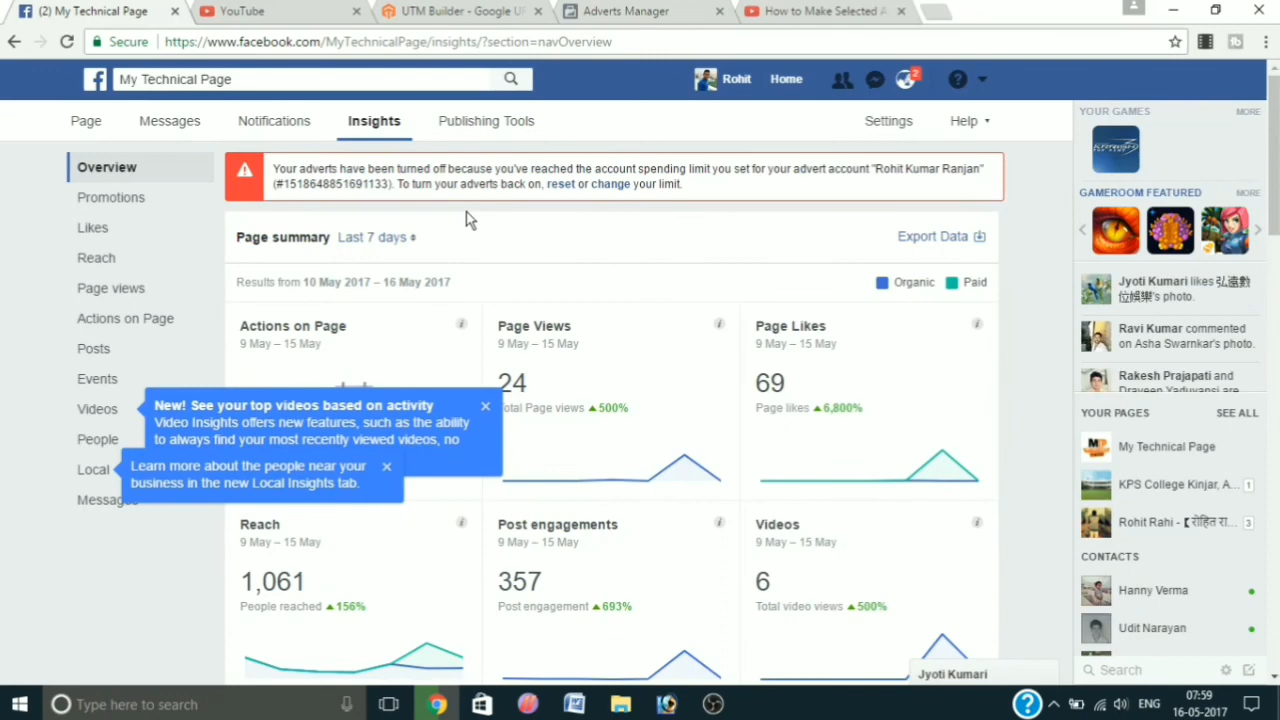 (2) My Technical Page
YouTube
UTM Builder - Google UF
Adverts Manager
How to Make Selected A
Secure
https://www.facebook.com/MyTechnicalPage/insights/?section=navOverview
My Technical Page
Rohit
Home
2
Page
Messages
Notifications
Insights
Publishing Tools
Settings
Help
YOUR GAMES
MORE
Overview
Promotions
Likes
Reach
Page views
Actions on Page
Posts
Events
Videos
People
Local
Messages
Your adverts have been turned off because you've reached the account spending limit you set for your advert account "Rohit Kumar Ranjan"
(#1518648851691133). To turn your adverts back on, reset or change your limit.
Page summary Last 7 days
Export Data
Results from 10 May 2017 – 16 May 2017
Organic
Paid
Actions on Page
9 May – 15 May
Page Views
9 May – 15 May
24
Total Page views 500%
Page Likes
9 May – 15 May
69
Page likes 6,800%
New! See your top videos based on activity
Video Insights offers new features, such as the ability
to always find your most recently viewed videos, no
Learn more about the people near your
business in the new Local Insights tab.
Reach
9 May – 15 May
1,061
People reached 156%
Post engagements
9 May – 15 May
357
Post engagement 693%
Videos
9 May – 15 May
6
Total video views 500%
GAMEROOM FEATURED
MORE
Jyoti Kumari likes 弘遠數
位娛樂's photo.
Ravi Kumar commented
on Asha Swarnkar's photo.
Rakesh Prajapati and
YOUR PAGES
SEE ALL
My Technical Page
KPS College Kinjar, A...
1
Rohit Rahi - 【रोहित रा...
3
CONTACTS
Hanny Verma
Udit Narayan
Jyoti Kumari
Search
Type here to search
ENG
07:59
16-05-2017